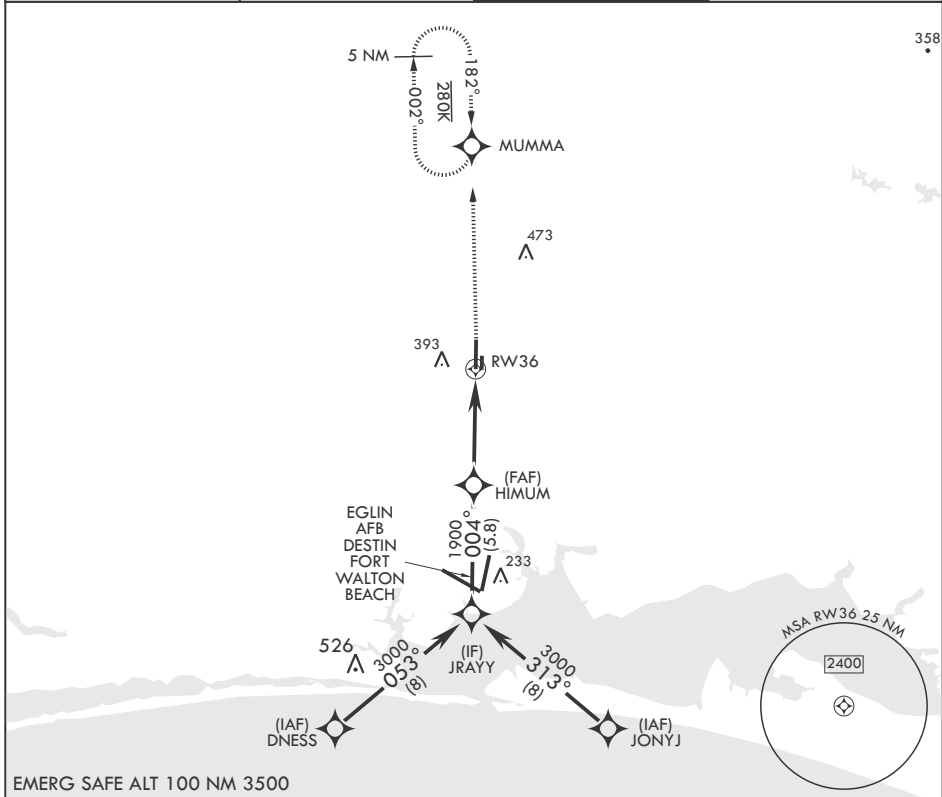 358
5 NM
182°
002°
280K
MUMMA
473
393
RW36
(FAF)
HIMUM
EGLIN
AFB
DESTIN
FORT
WALTON
BEACH
1900
004°
(5.8)
233
MSA RW36 25 NM
2400
526
3000
053°
(8)
(IF)
JRAYY
3000
313°
(8)
(IAF)
DNESS
(IAF)
JONYJ
EMERG SAFE ALT 100 NM 3500